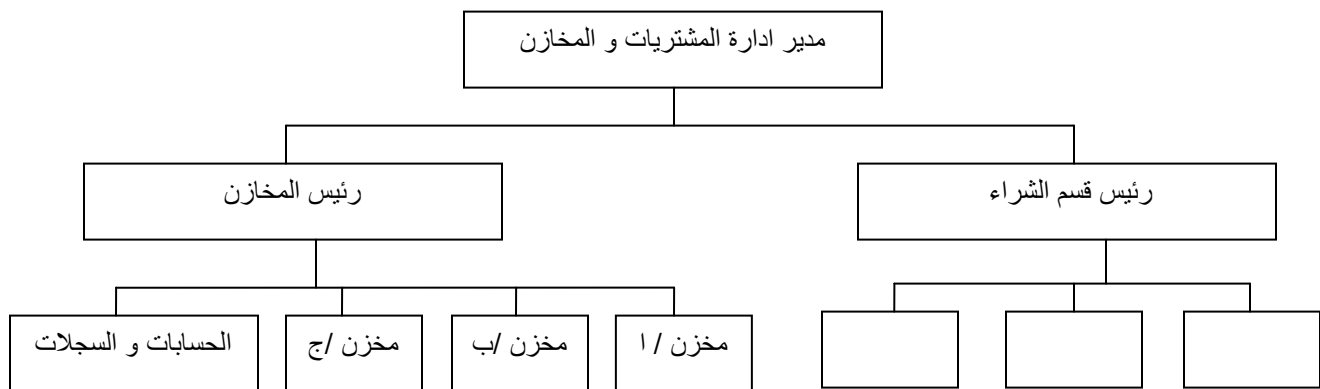 مدير ادارة المشتريات و المخازن
رئيس قسم الشراء
رئيس المخازن
مخزن / ا
مخزن /ب
مخزن /ج
الحسابات و السجلات